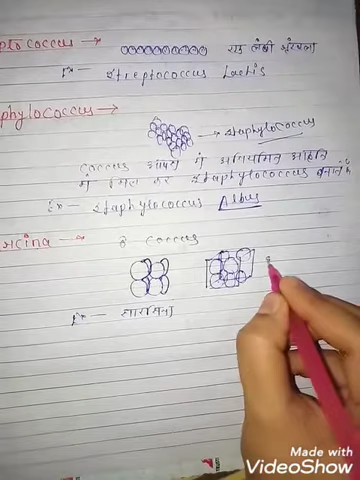 ptococcus → एक लंबी श्रृंखला
Ex - Streptococcus Lactis
phylococcus →
→ Staphylococcus
Coccus आपस में अनियमित आकृति
में मिल कर Staphylococcus बनाते हैं
Ex - Staphylococcus Albus
rcina → 8 coccus
Ex - सारसिना
Made with
VideoShow